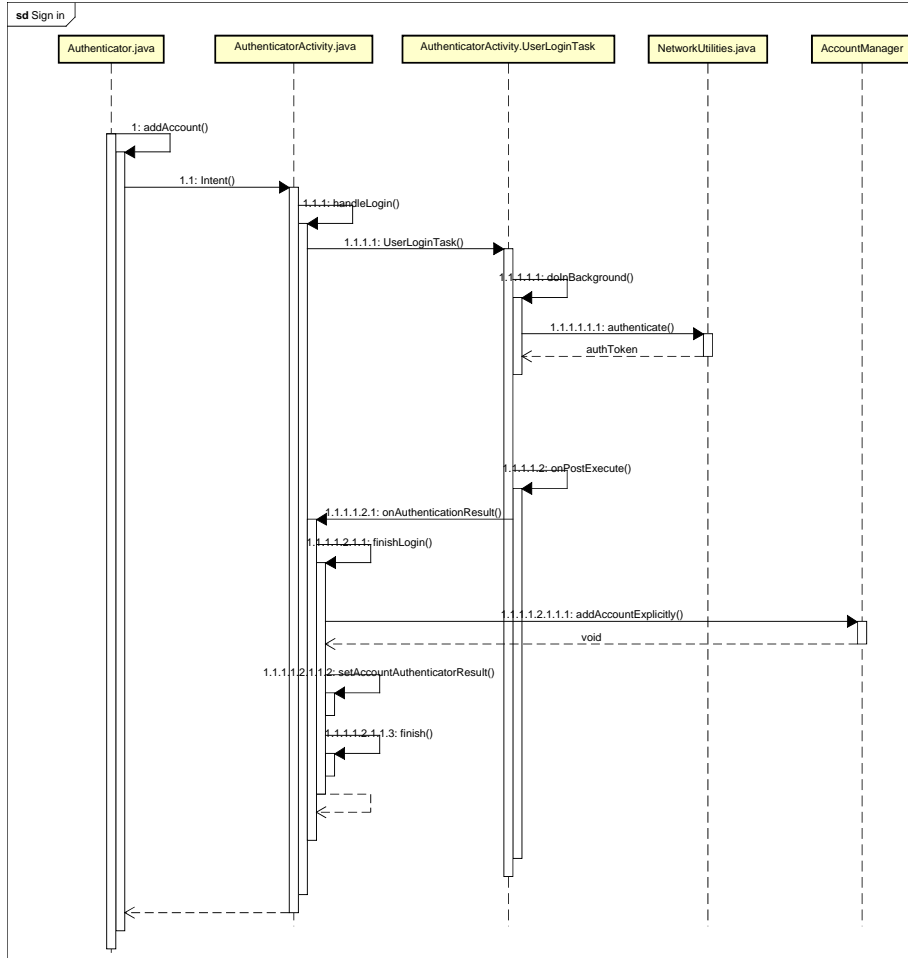 sd Sign in
Authenticator.java
AuthenticatorActivity.java
AuthenticatorActivity.UserLoginTask
NetworkUtilities.java
AccountManager
1: addAccount()
1.1: Intent()
1.1.1: handleLogin()
1.1.1.1: UserLoginTask()
1.1.1.1.1: doInBackground()
1.1.1.1.1.1: authenticate()
authToken
1.1.1.1.2: onPostExecute()
1.1.1.1.2.1: onAuthenticationResult()
1.1.1.1.2.1.1: finishLogin()
1.1.1.1.2.1.1.1: addAccountExplicitly()
void
1.1.1.1.2.1.1.2: setAccountAuthenticatorResult()
1.1.1.1.2.1.1.3: finish()